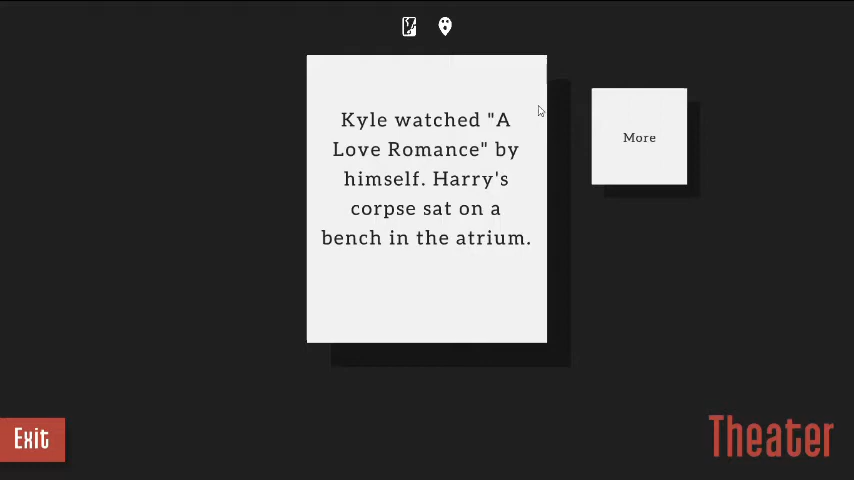 Kyle watched "A
Love Romance" by
himself. Harry's
corpse sat on a
bench in the atrium.
More
Exit
Theater